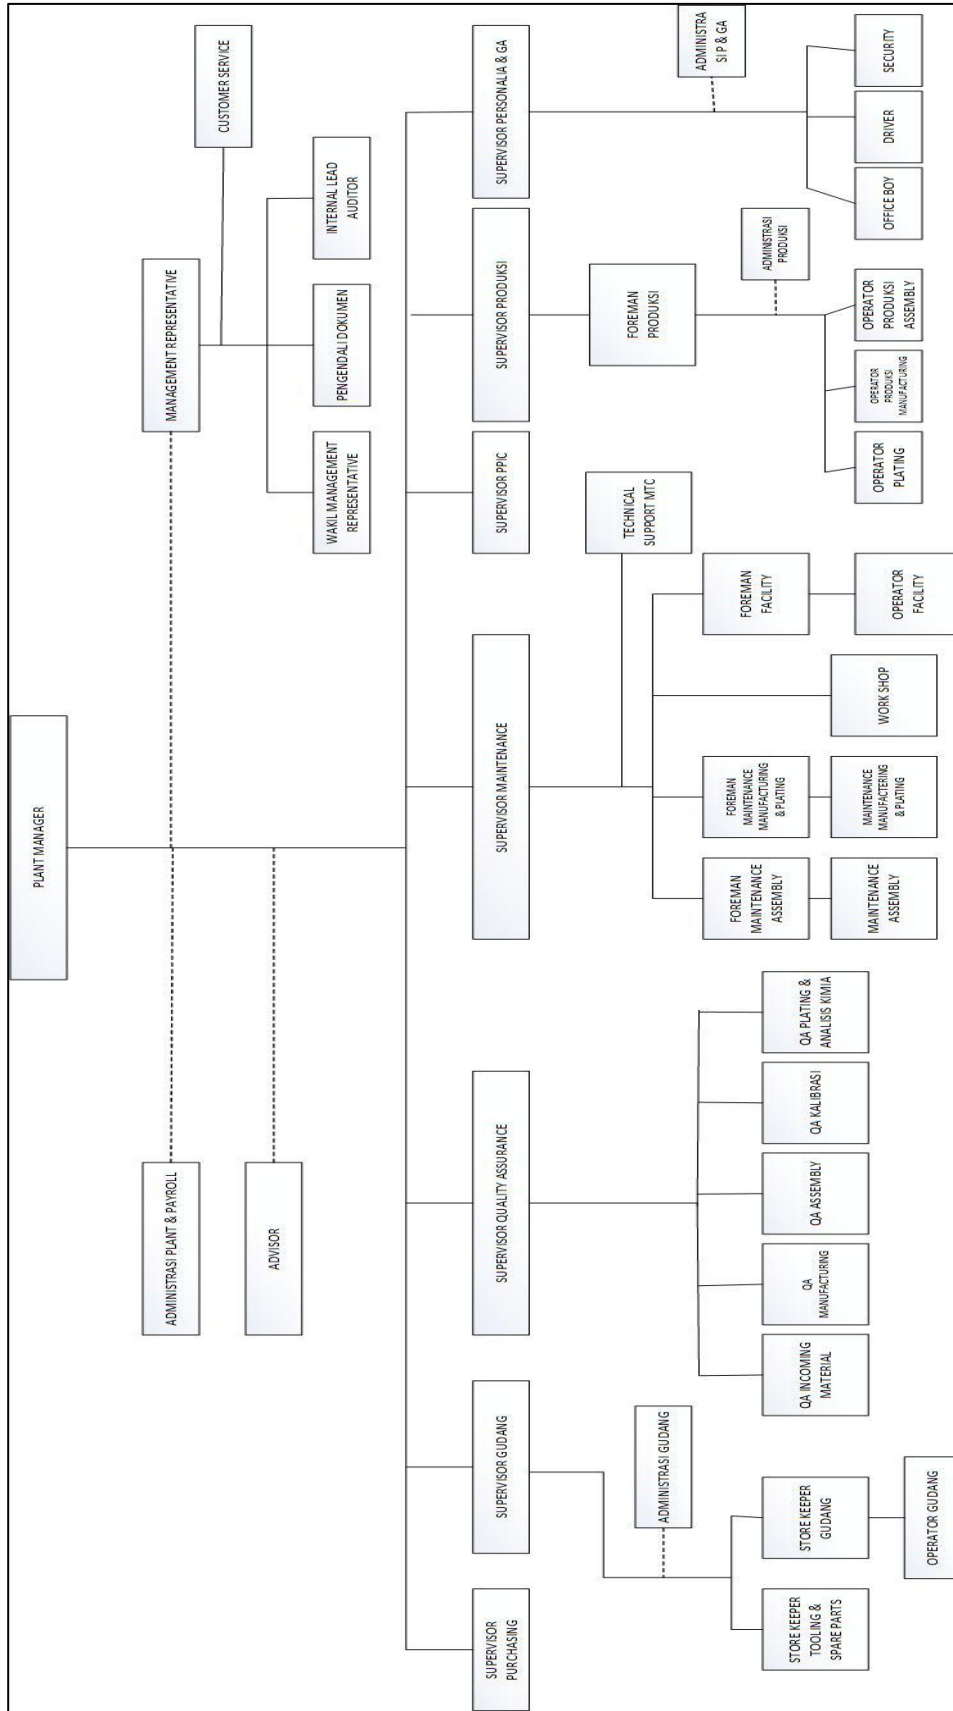 PLANT MANAGER
ADMINISTRASI PLANT & PAYROLL
MANAGEMENT REPRESENTATIVE
CUSTOMER SERVICE
ADVISOR
WAKIL MANAGEMENT
REPRESENTATIVE
PENGENDALI DOKUMEN
INTERNAL LEAD
AUDITOR
SUPERVISOR
PURCHASING
SUPERVISOR GUDANG
SUPERVISOR QUALITY ASSURANCE
SUPERVISOR MAINTENANCE
SUPERVISOR PPIC
SUPERVISOR PRODUKSI
SUPERVISOR PERSONALIA & GA
ADMINISTRASI GUDANG
TECHNICAL
SUPPORT MTC
FOREMAN
PRODUKSI
ADMINISTRA
SI P & GA
ADMINISTRASI
PRODUKSI
STORE KEEPER
TOOLING &
SPARE PARTS
STORE KEEPER
GUDANG
QA INCOMING
MATERIAL
QA
MANUFACTURING
QA ASSEMBLY
QA KALIBRASI
QA PLATING &
ANALISIS KIMIA
FOREMAN
MAINTENANCE
ASSEMBLY
FOREMAN
MAINTENANCE
MANUFACTURING
& PLATING
FOREMAN
FACILITY
OPERATOR GUDANG
MAINTENANCE
ASSEMBLY
MAINTENANCE
MANUFACTERING
& PLATING
WORK SHOP
OPERATOR
FACILITY
OPERATOR
PLATING
OPERATOR
PRODUKSI
MANUFACTURING
OPERATOR
PRODUKSI
ASSEMBLY
OFFICE BOY
DRIVER
SECURITY